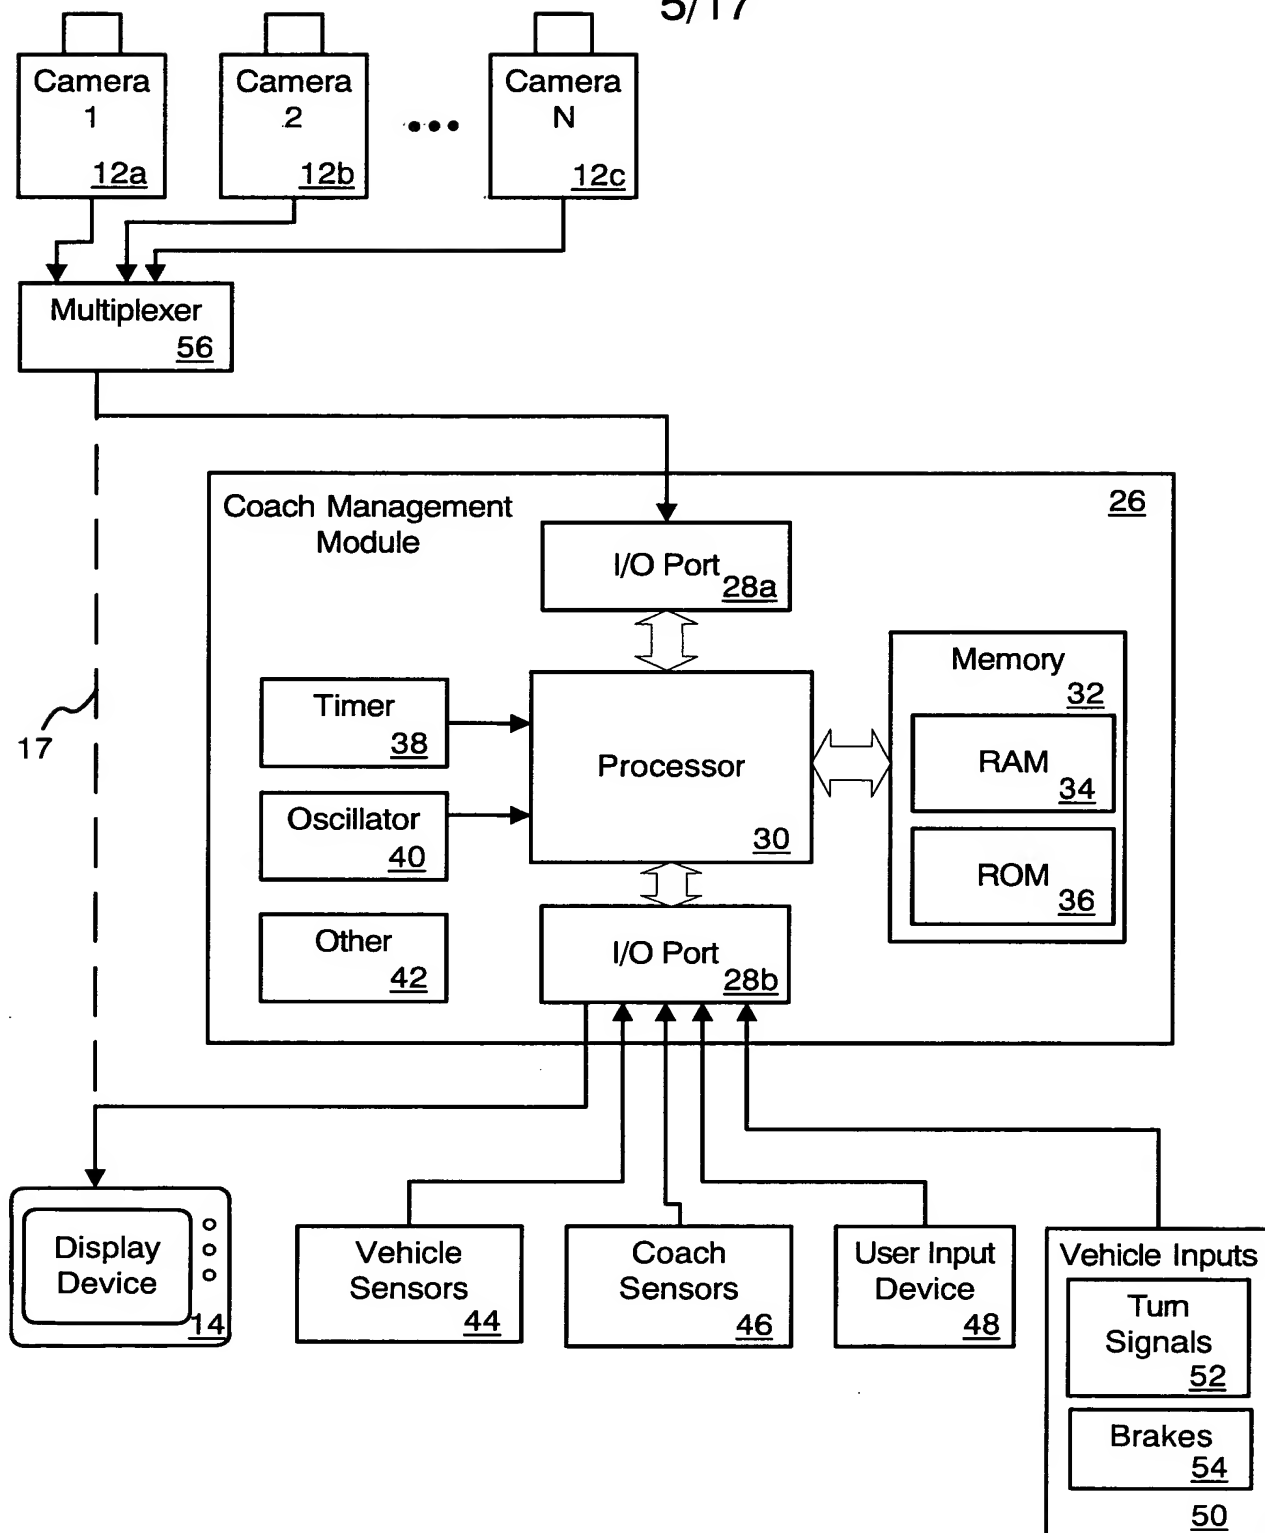 5/17
Camera
1
12a
Camera
2
12b
•••
Camera
N
12c
Multiplexer
56
Coach Management
Module
26
I/O Port
28a
Timer
38
Oscillator
40
Other
42
Processor
30
Memory
32
RAM
34
ROM
36
I/O Port
28b
17
Display
Device
14
Vehicle
Sensors
44
Coach
Sensors
46
User Input
Device
48
Vehicle Inputs
Turn
Signals
52
Brakes
54
50